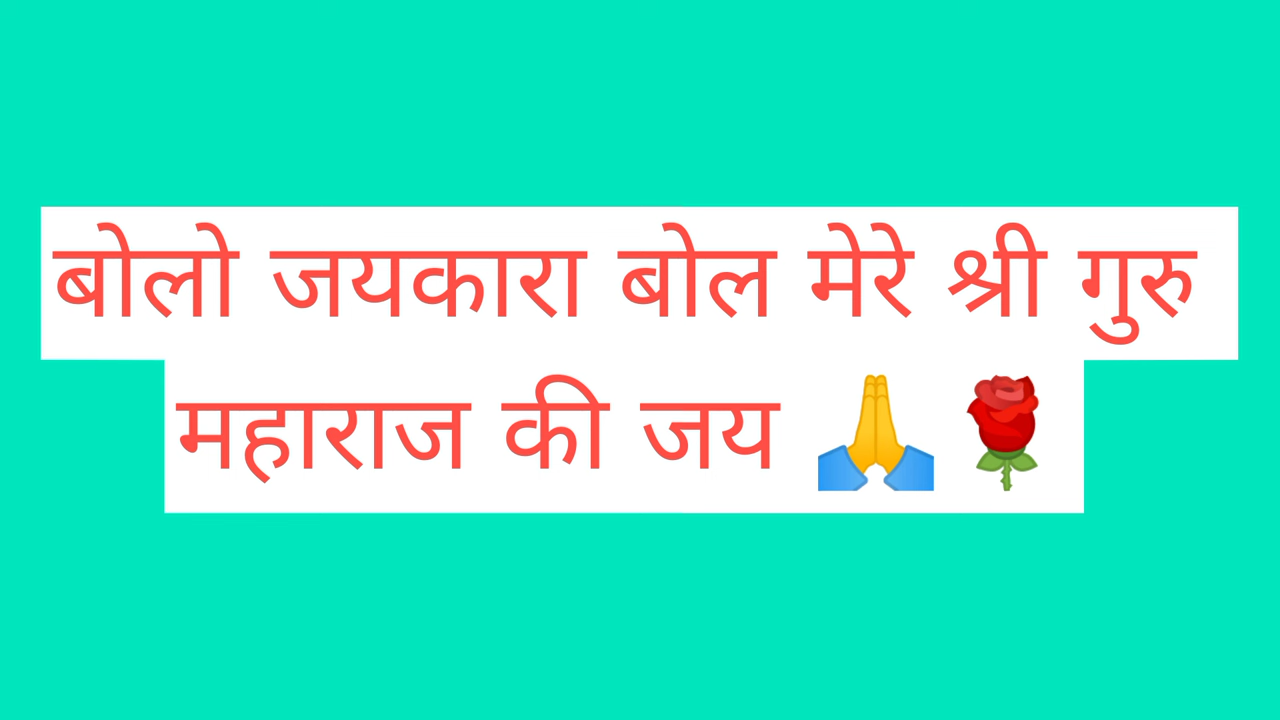 बोलो जयकारा बोल मेरे श्री गुरु
महाराज की जय 🙏 🌹